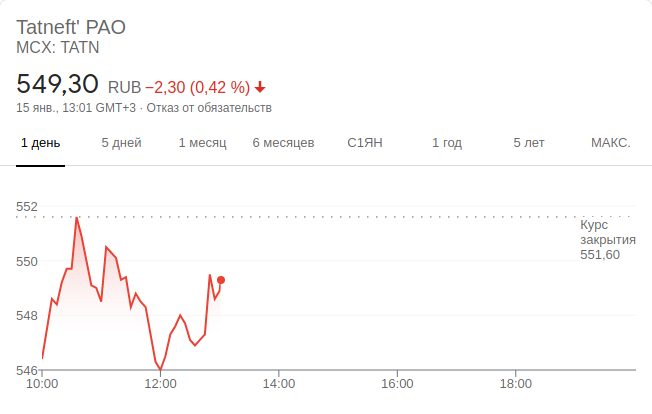 Tatneft' PAO
MCX: TATN
549,30 RUB −2,30 (0,42 %)
15 янв., 13:01 GMT+3 · Отказ от обязательств
1 день 5 дней 1 месяц 6 месяцев С1ЯН 1 год 5 лет МАКС.
552
Курс
закрытия
551,60
550
548
546
10:00 12:00 14:00 16:00 18:00